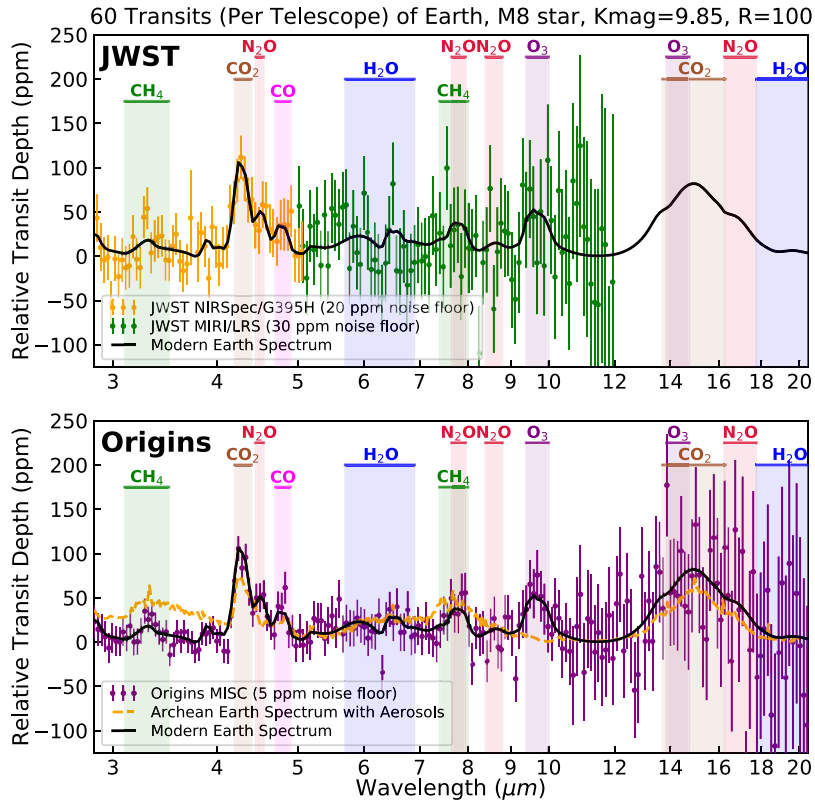 60 Transits (Per Telescope) of Earth, M8 star, Kmag=9.85, R=100
Relative Transit Depth (ppm)
250
200
150
100
50
0
−50
−100
JWST
N₂O
N₂O N₂O
O₃
O₃
N₂O
CO₂
H₂O
CO₂
H₂O
CH₄
CO
CH₄
JWST NIRSpec/G395H (20 ppm noise floor)
JWST MIRI/LRS (30 ppm noise floor)
Modern Earth Spectrum
3 4 5 6 7 8 9 10 12 14 16 18 20
Relative Transit Depth (ppm)
250
200
150
100
50
0
−50
−100
Origins
N₂O
N₂O N₂O
O₃
O₃
N₂O
CO₂
H₂O
CO₂
H₂O
CH₄
CO
CH₄
Origins MISC (5 ppm noise floor)
Archean Earth Spectrum with Aerosols
Modern Earth Spectrum
3 4 5 6 7 8 9 10 12 14 16 18 20
Wavelength (μm)